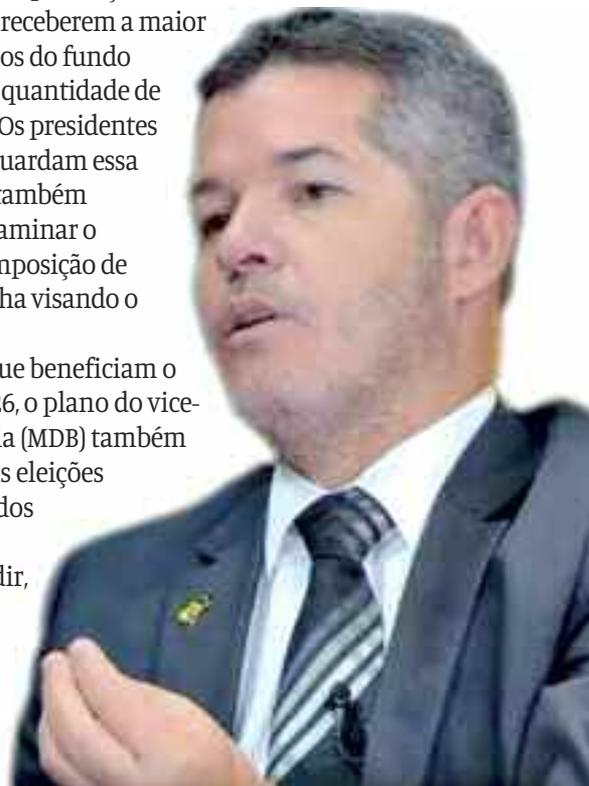 receberem a maior
os do fundo
quantidade de
Os presidentes
uardam essa
também
aminar o
mposição de
ha visando o
ue beneficiam o
26, o plano do vice-
a (MDB) também
s eleições
dos
dir,